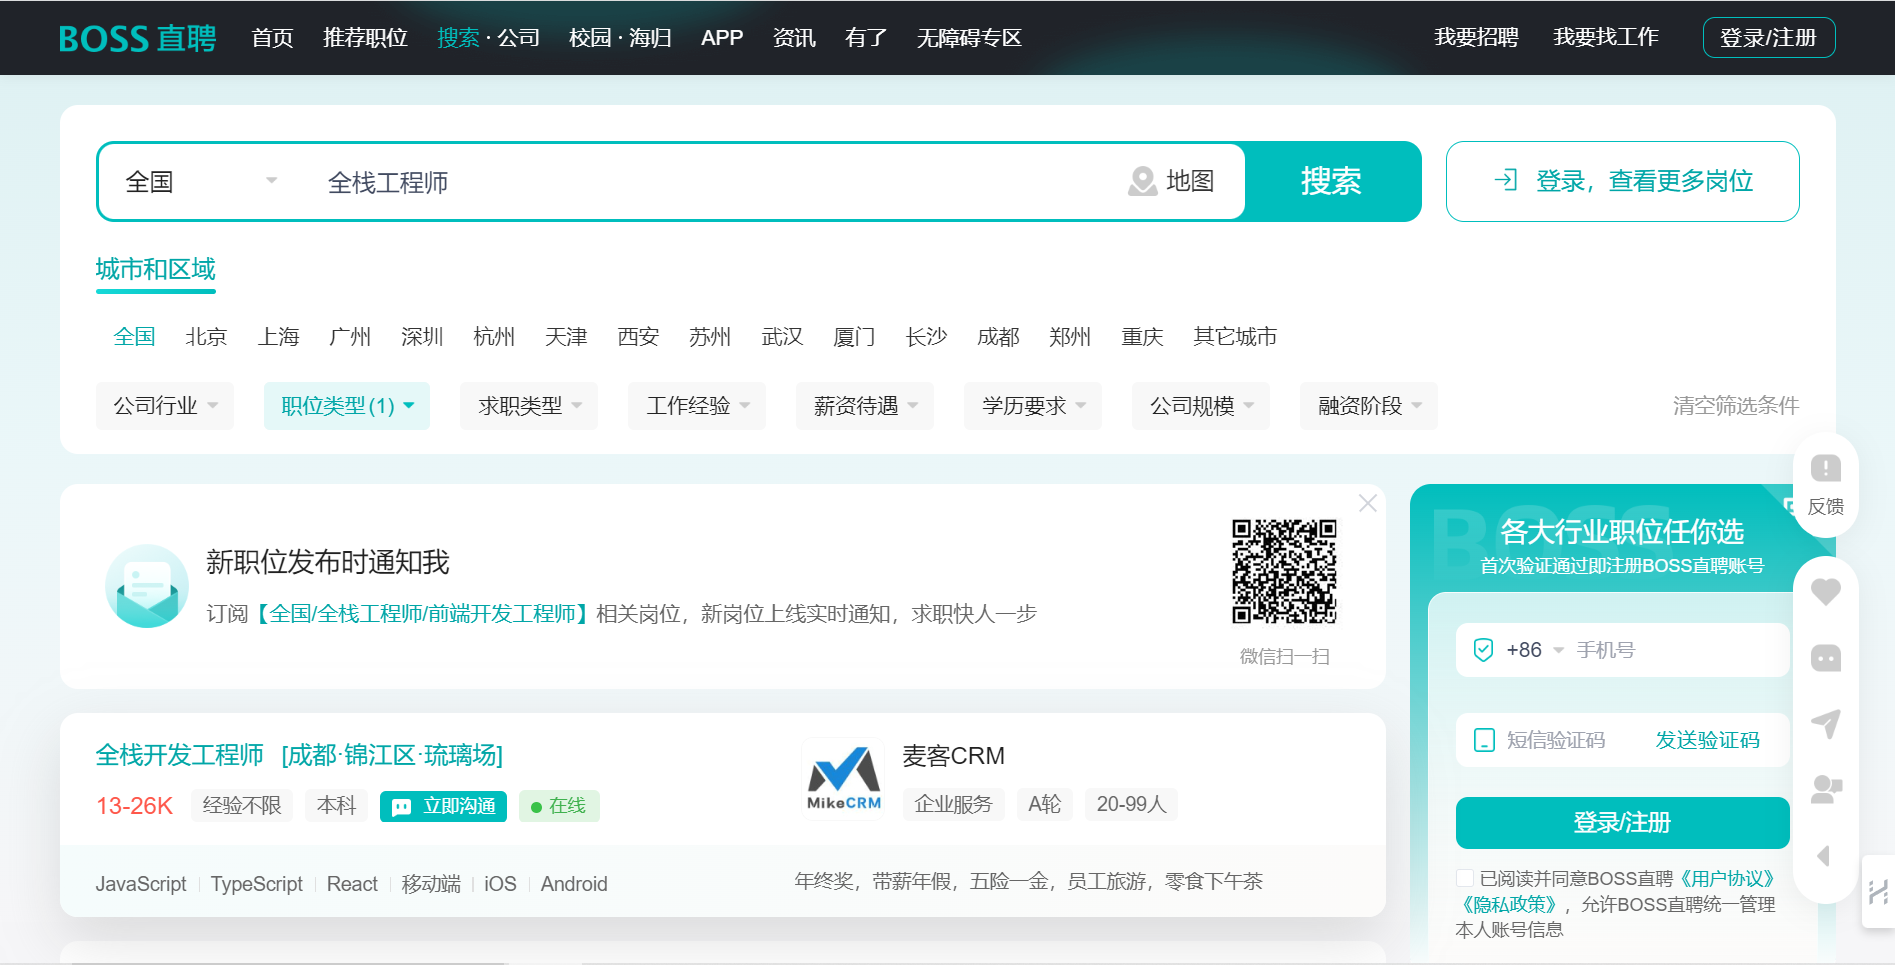 BOSS 直聘 首页 推荐职位 搜索 · 公司 校园 · 海归 APP 资讯 有了 无障碍专区 我要招聘 我要找工作 登录/注册
全国 全栈工程师 地图 搜索 登录，查看更多岗位
城市和区域
全国 北京 上海 广州 深圳 杭州 天津 西安 苏州 武汉 厦门 长沙 成都 郑州 重庆 其它城市
公司行业 职位类型(1) 求职类型 工作经验 薪资待遇 学历要求 公司规模 融资阶段 清空筛选条件
新职位发布时通知我
订阅【全国/全栈工程师/前端开发工程师】相关岗位，新岗位上线实时通知，求职快人一步
微信扫一扫
全栈开发工程师 [成都·锦江区·琉璃场]
13-26K 经验不限 本科 立即沟通 在线
MikeCRM
麦客CRM
企业服务 A轮 20-99人
JavaScript TypeScript React 移动端 iOS Android
年终奖，带薪年假，五险一金，员工旅游，零食下午茶
BOSS
各大行业职位任你选
首次验证通过即注册BOSS直聘账号
+86 手机号
短信验证码 发送验证码
登录/注册
已阅读并同意BOSS直聘《用户协议》
《隐私政策》，允许BOSS直聘统一管理
本人账号信息
反馈